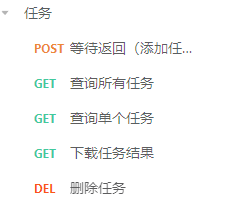 任务
POST 等待返回（添加任...
GET 查询所有任务
GET 查询单个任务
GET 下载任务结果
DEL 删除任务